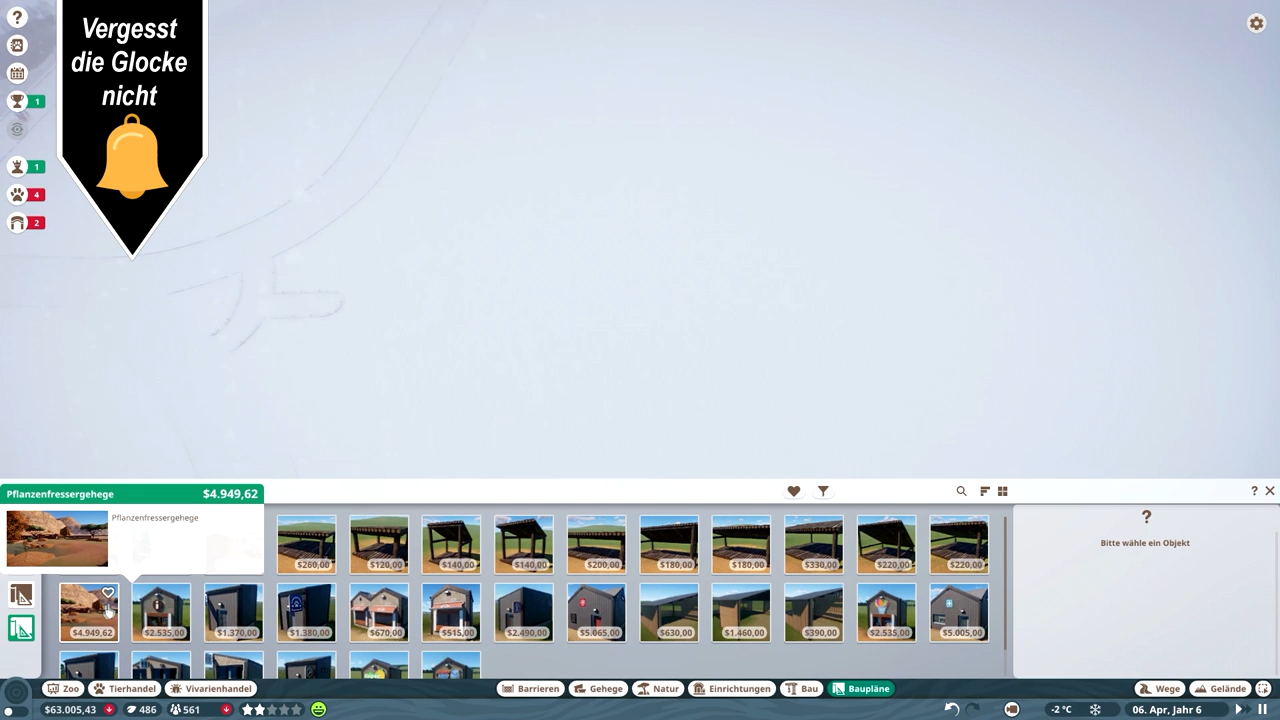 Vergesst
die Glocke
nicht
1
1
4
2
Pflanzenfressergehege $4.949,62
Pflanzenfressergehege
? ✕
?
Bitte wähle ein Objekt
$260,00 $120,00 $140,00 $140,00 $200,00 $180,00 $180,00 $330,00 $220,00 $220,00
$4.949,62 $2.535,00 $1.370,00 $1.380,00 $670,00 $515,00 $2.490,00 $5.065,00 $630,00 $1.460,00 $390,00 $2.535,00 $5.005,00
Zoo Tierhandel Vivarienhandel Barrieren Gehege Natur Einrichtungen Bau Baupläne Wege Gelände
$63.005,43 486 561 -2 °C 06. Apr, Jahr 6